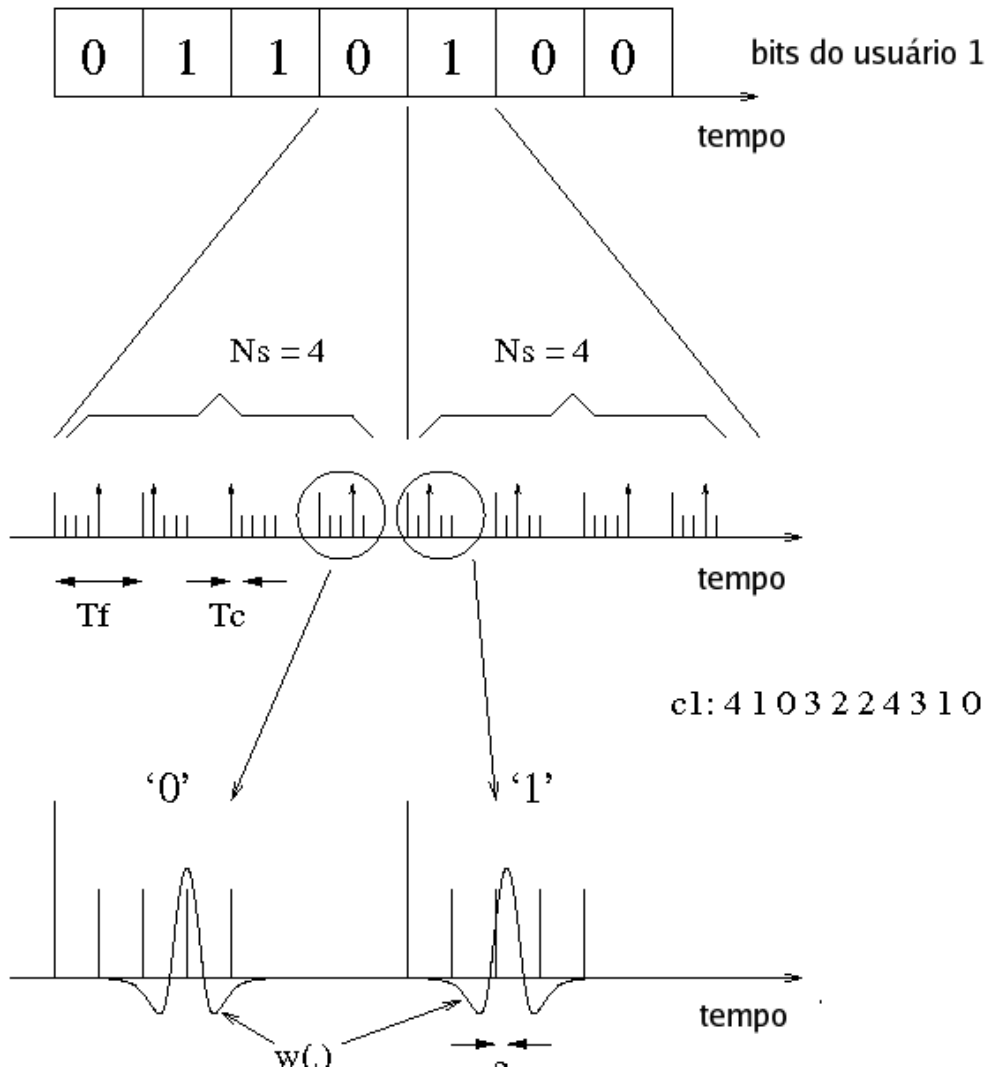 0 1 1 0 1 0 0 bits do usuário 1
tempo
Ns = 4 Ns = 4
tempo
Tf Tc
c1: 4 1 0 3 2 2 4 3 1 0
‘0’ ‘1’
tempo
w(.)